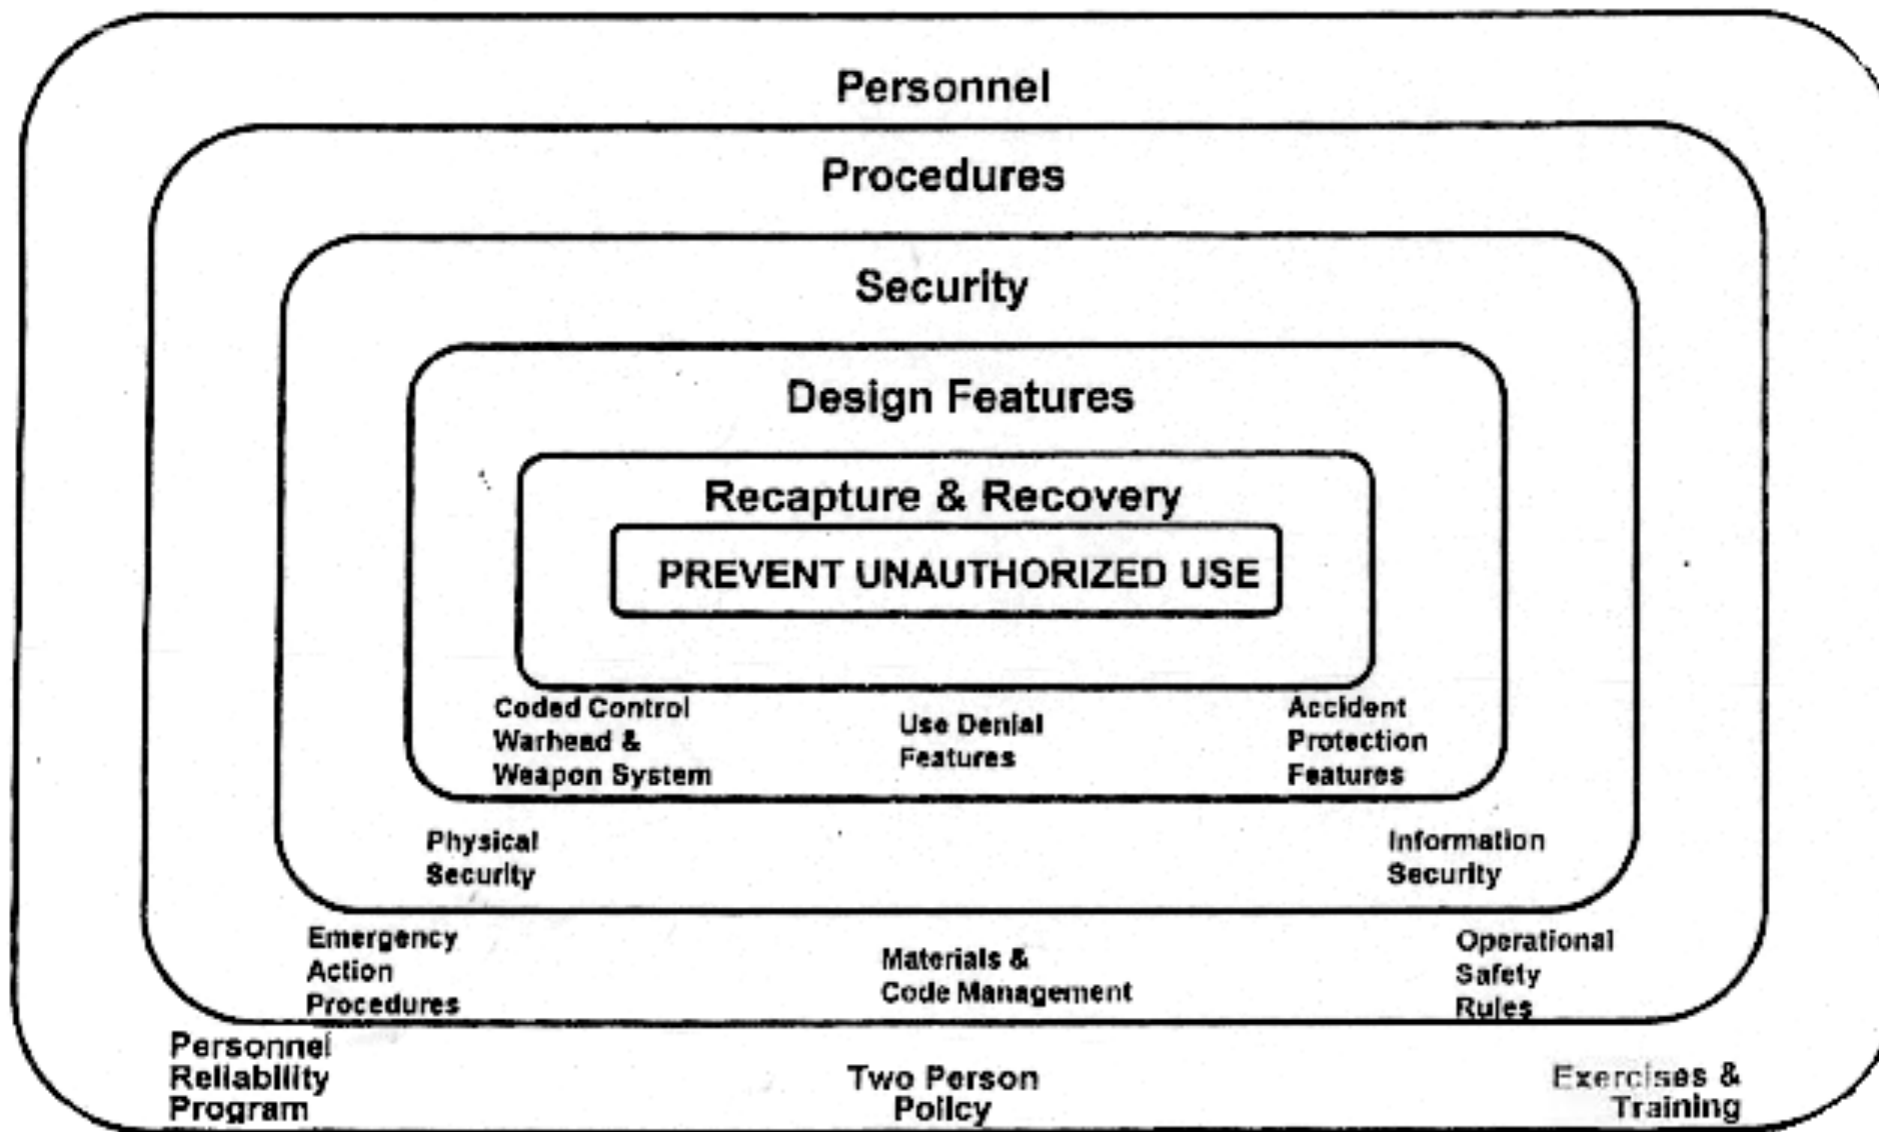 Personnel
Procedures
Security
Design Features
Recapture & Recovery
PREVENT UNAUTHORIZED USE
Coded Control
Warhead &
Weapon System
Use Denial
Features
Accident
Protection
Features
Physical
Security
Information
Security
Emergency
Action
Procedures
Materials &
Code Management
Operational
Safety
Rules
Personnel
Reliability
Program
Two Person
Policy
Exercises &
Training